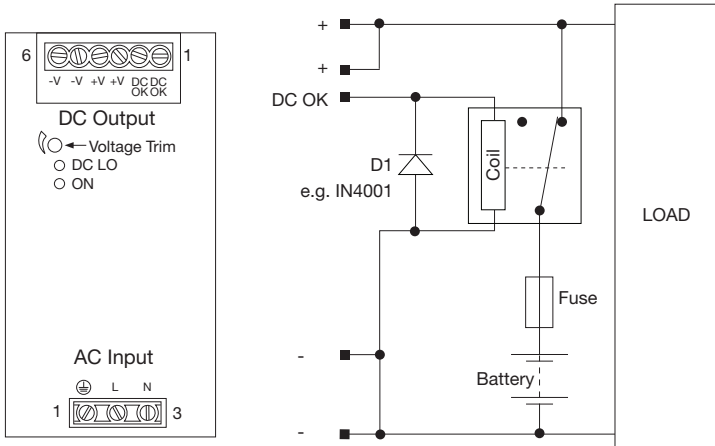 6 1
-V -V +V +V DC OK DC OK
DC Output
Voltage Trim
DC LO
ON
AC Input
L N
1 3
+
+
DC OK
D1
e.g. IN4001
Coil
LOAD
Fuse
Battery
-
-